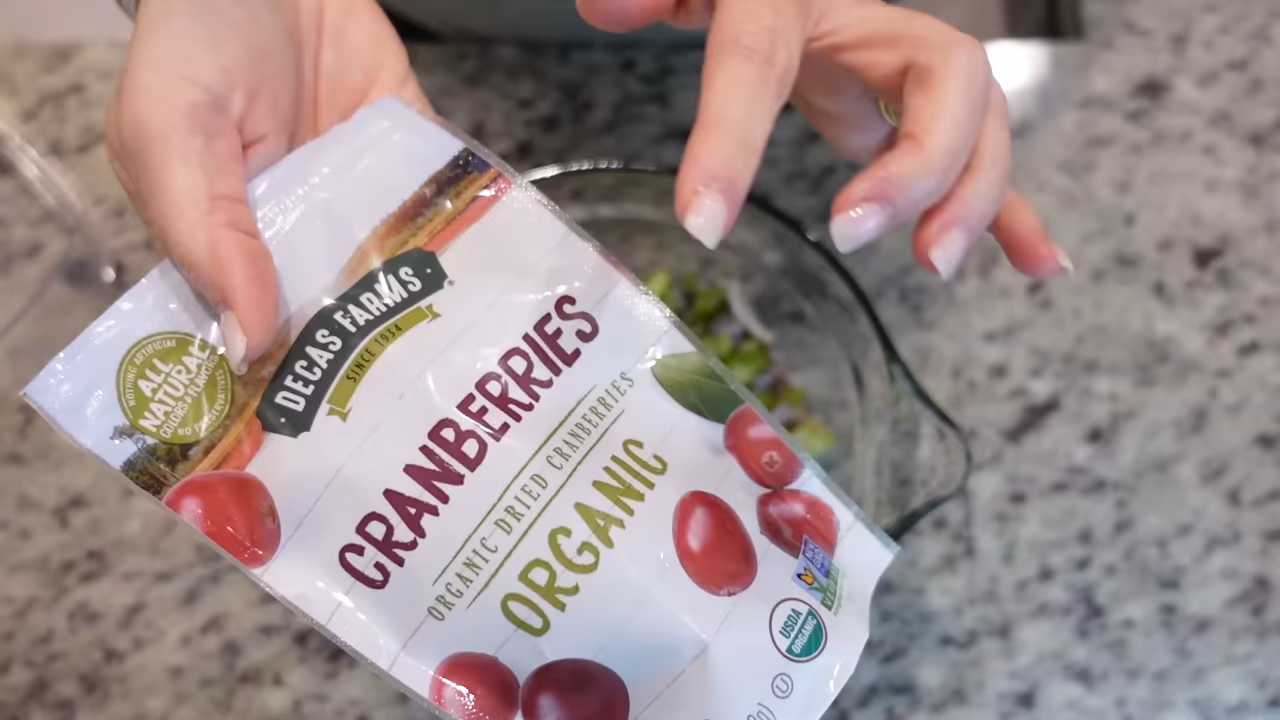 DECAS FARMS
SINCE 1934
NOTHING ARTIFICIAL
ALL
NATURAL
COLORS & FLAVORS
NO PRESERVATIVES
CRANBERRIES
ORGANIC DRIED CRANBERRIES
ORGANIC
USDA
ORGANIC
U